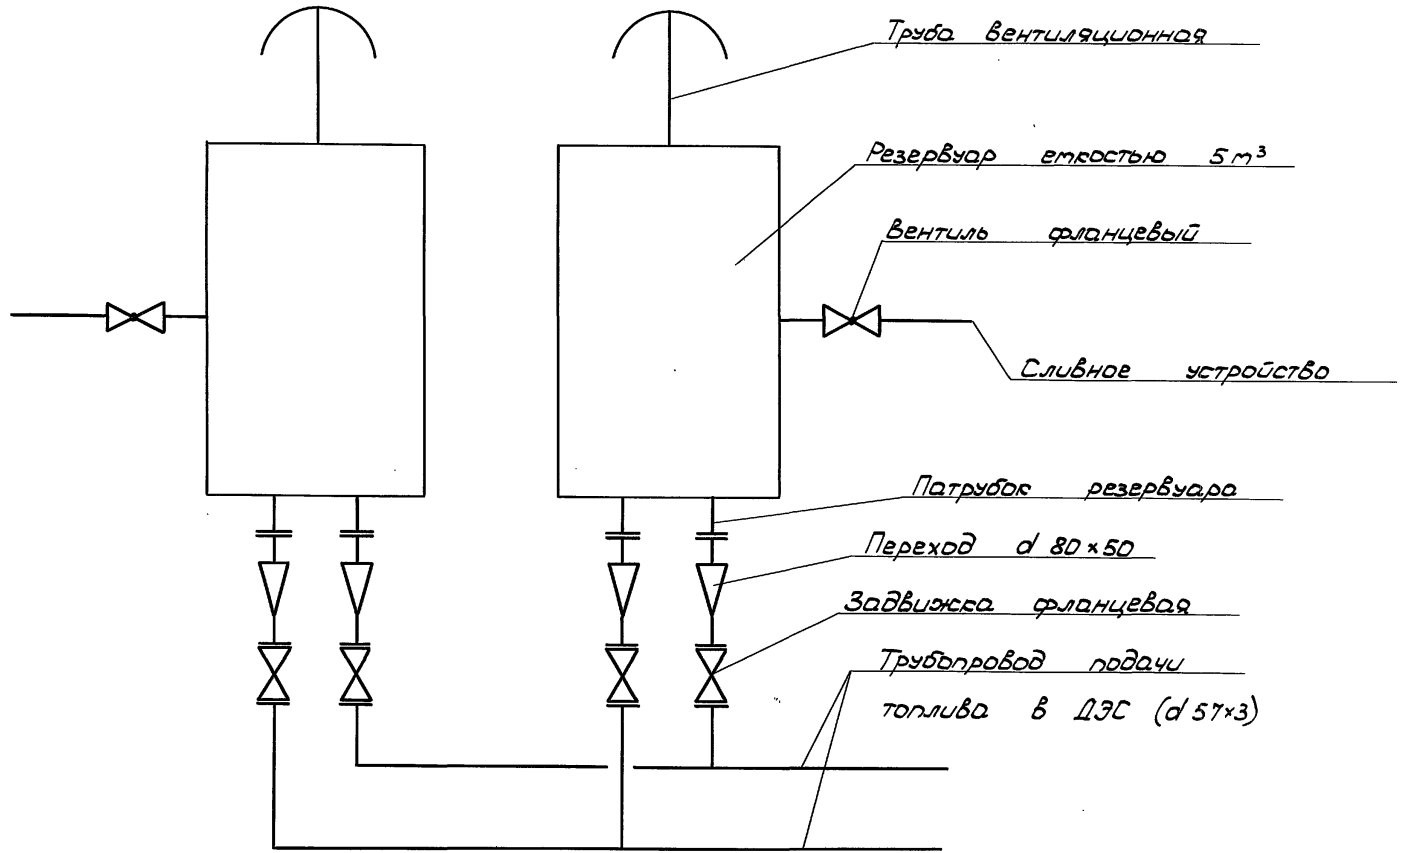 Труба вентиляционная
Резервуар емкостью 5 м³
Вентиль фланцевый
Сливное устройство
Патрубок резервуара
Переход d 80×50
Задвижка фланцевая
Трубопровод подачи
топлива в ДЭС (d 57×3)